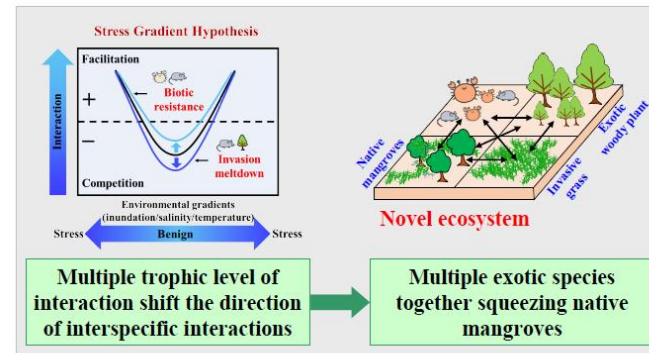 Stress Gradient Hypothesis
Facilitation
Biotic
resistance
+
Interaction
−
Invasion
meltdown
Competition
Environmental gradients
(inundation/salinity/temperature)
Stress
Benign
Stress
Native
mangroves
Exotic
woody plant
Invasive
grass
Novel ecosystem
Multiple trophic level of
interaction shift the direction
of interspecific interactions
Multiple exotic species
together squeezing native
mangroves